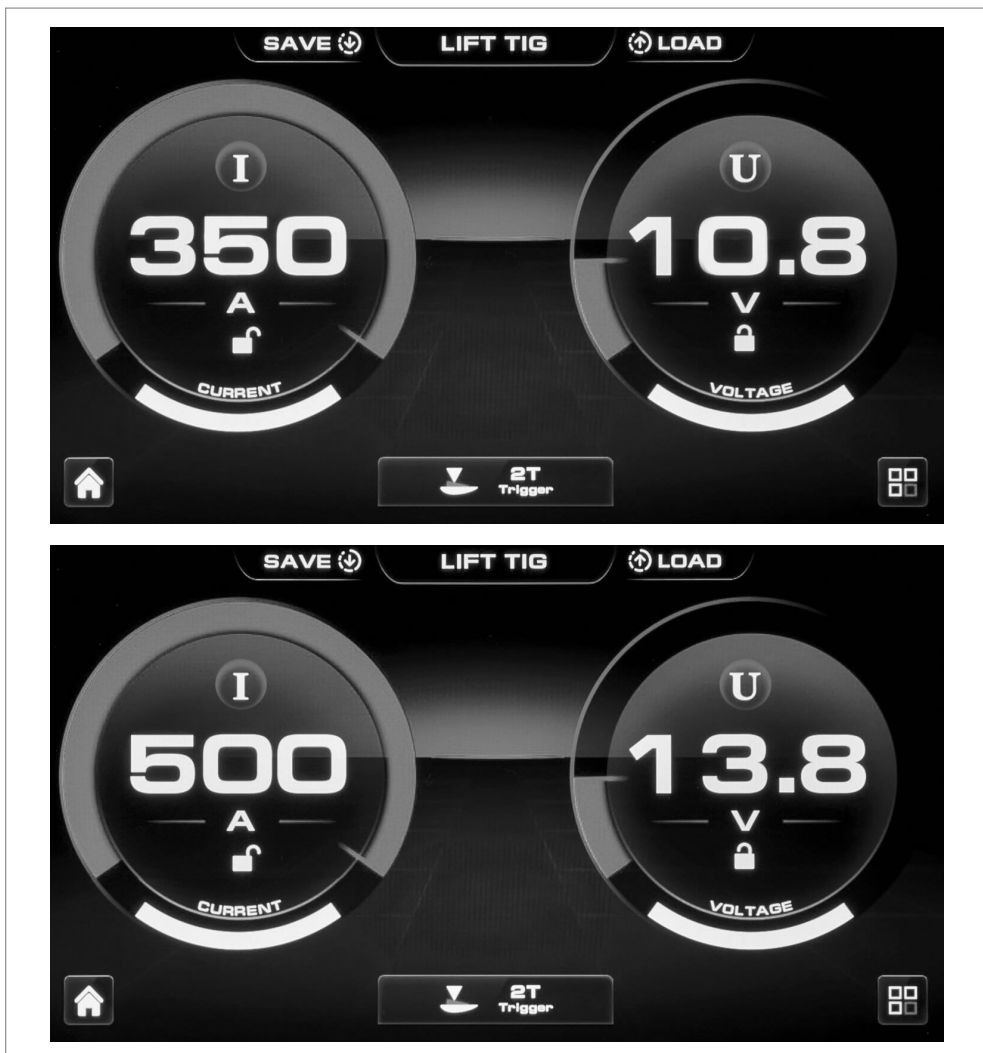 SAVE LIFT TIG LOAD
I U
350 10.8
A V
CURRENT VOLTAGE
2T
Trigger
SAVE LIFT TIG LOAD
I U
500 13.8
A V
CURRENT VOLTAGE
2T
Trigger